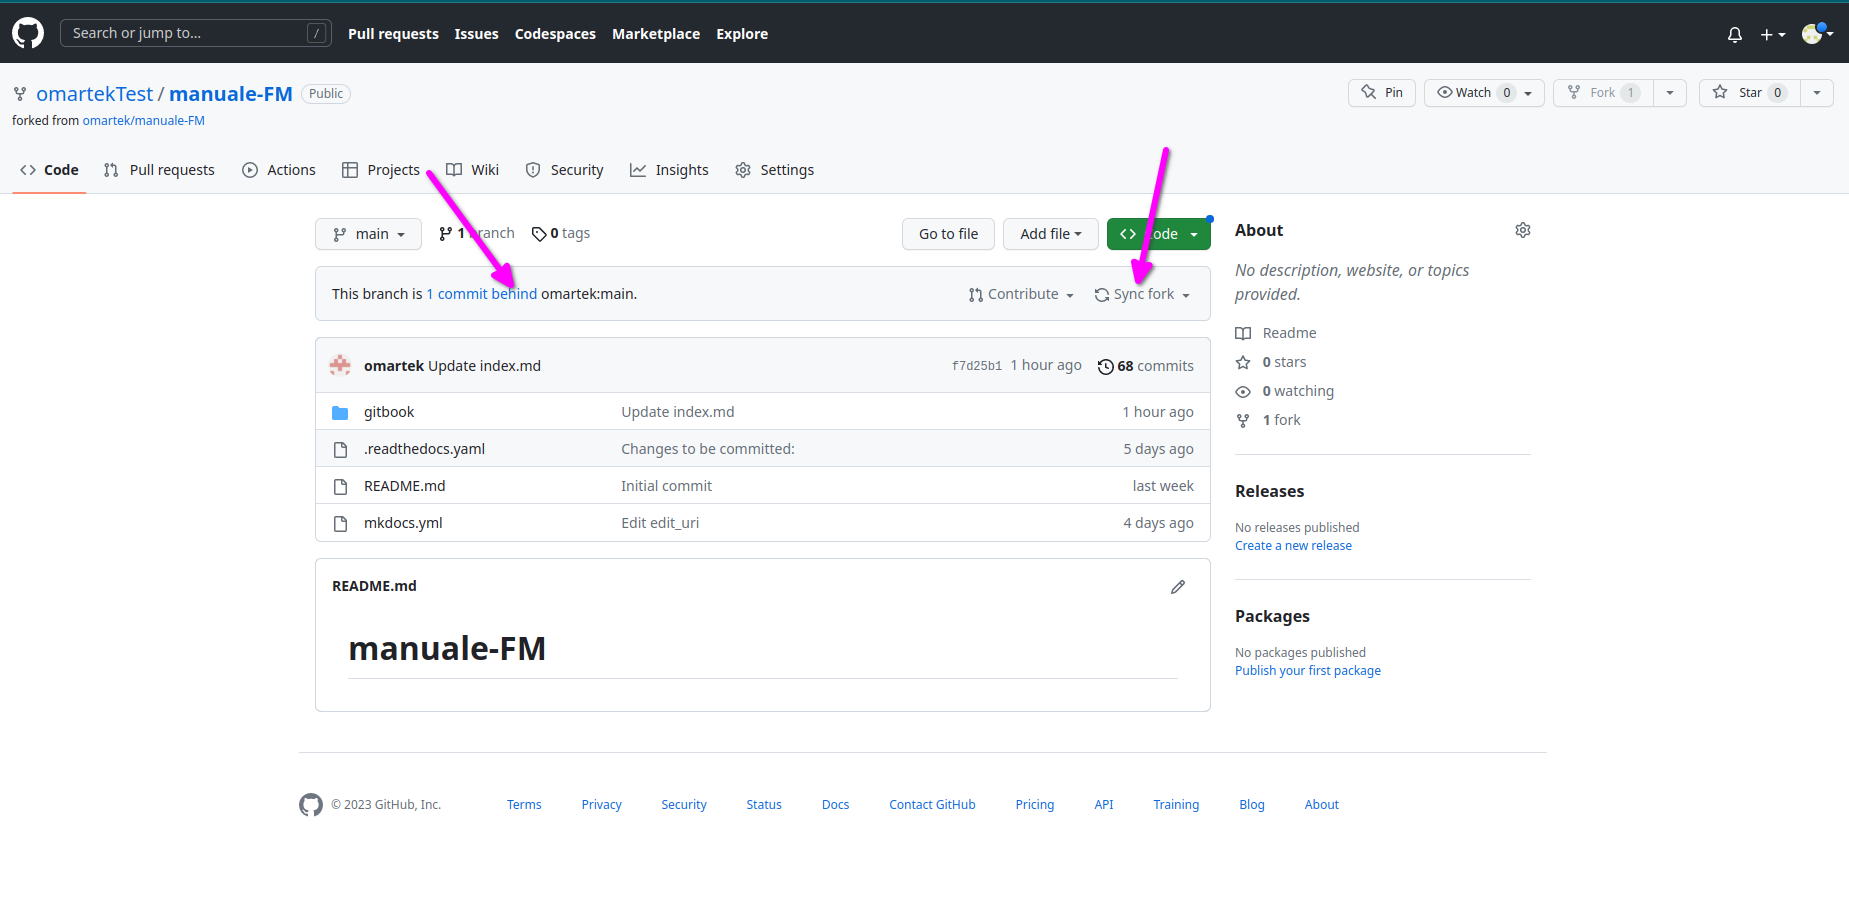 Search or jump to... / Pull requests Issues Codespaces Marketplace Explore
omartekTest / manuale-FM Public Pin Watch 0 Fork 1 Star 0
forked from omartek/manuale-FM
Code Pull requests Actions Projects Wiki Security Insights Settings
main 1 branch 0 tags Go to file Add file Code
This branch is 1 commit behind omartek:main. Contribute Sync fork
omartek Update index.md f7d25b1 1 hour ago 68 commits
gitbook Update index.md 1 hour ago
.readthedocs.yaml Changes to be committed: 5 days ago
README.md Initial commit last week
mkdocs.yml Edit edit_uri 4 days ago
README.md
manuale-FM
About
No description, website, or topics
provided.
Readme
0 stars
0 watching
1 fork
Releases
No releases published
Create a new release
Packages
No packages published
Publish your first package
© 2023 GitHub, Inc. Terms Privacy Security Status Docs Contact GitHub Pricing API Training Blog About